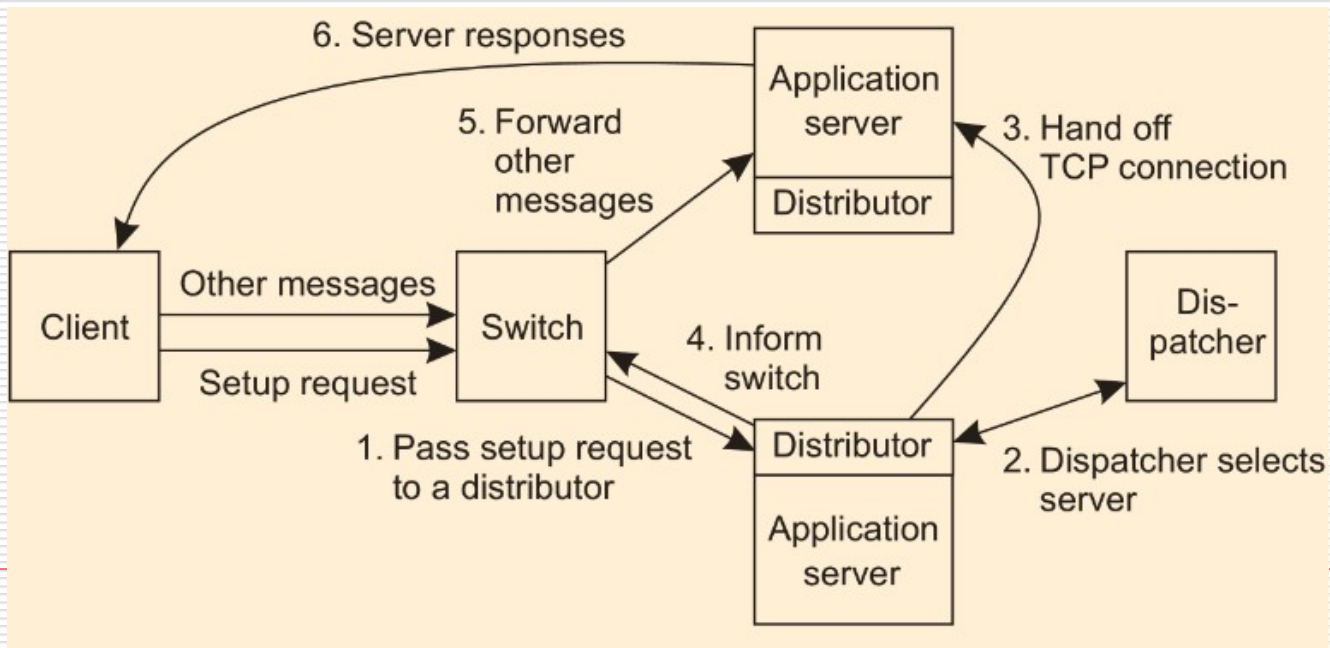 6. Server responses
Application
server
Distributor
5. Forward
other
messages
3. Hand off
TCP connection
Client
Other messages
Setup request
Switch
4. Inform
switch
Dis-
patcher
1. Pass setup request
to a distributor
Distributor
Application
server
2. Dispatcher selects
server